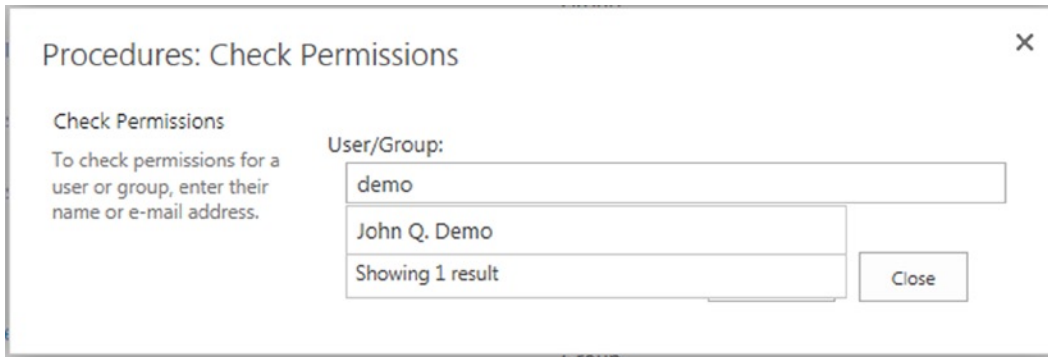 Procedures: Check Permissions
Check Permissions
To check permissions for a
user or group, enter their
name or e-mail address.
User/Group:
demo
John Q. Demo
Showing 1 result
Close